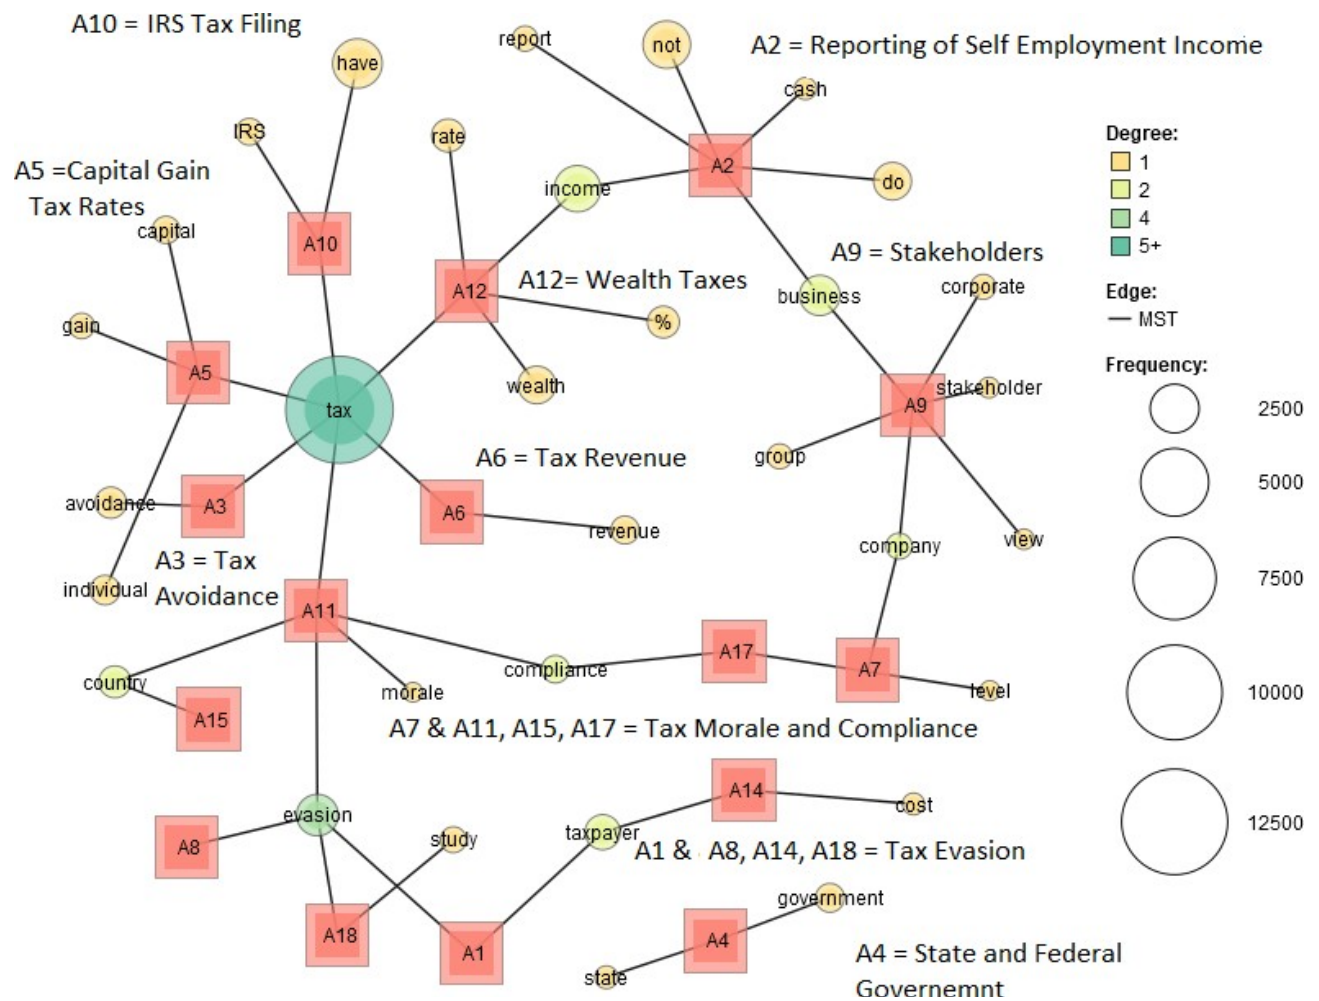 A10 = IRS Tax Filing
report
not
A2 = Reporting of Self Employment Income
have
cash
IRS
rate
Degree:
1
A5 =Capital Gain
Tax Rates
A2
income
do
2
4
5+
capital
A10
A9 = Stakeholders
A12
A12= Wealth Taxes
business
corporate
Edge:
MST
gain
%
A5
wealth
stakeholder
Frequency:
tax
A9
2500
A6 = Tax Revenue
group
5000
avoidance
A3
A6
revenue
company
view
A3 = Tax
Avoidance
individual
7500
A11
compliance
A17
A7
level
country
morale
10000
A15
A7 & A11, A15, A17 = Tax Morale and Compliance
A14
cost
evasion
study
taxpayer
12500
A8
A1 & A8, A14, A18 = Tax Evasion
government
A18
A1
A4
state
A4 = State and Federal
Governemnt